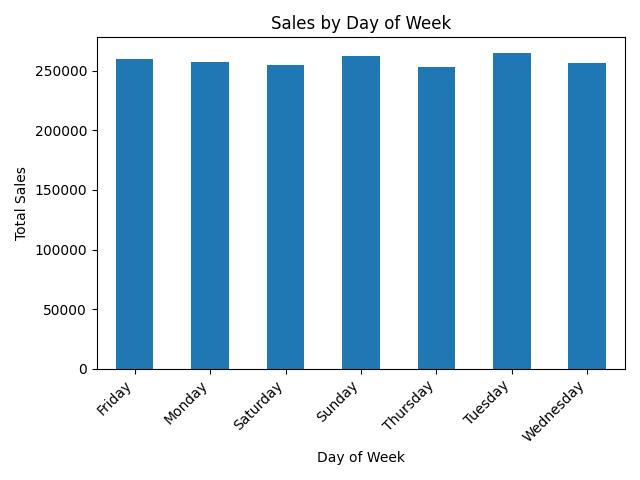 Sales by Day of Week
Total Sales
250000
200000
150000
100000
50000
0
Friday
Monday
Saturday
Sunday
Thursday
Tuesday
Wednesday
Day of Week